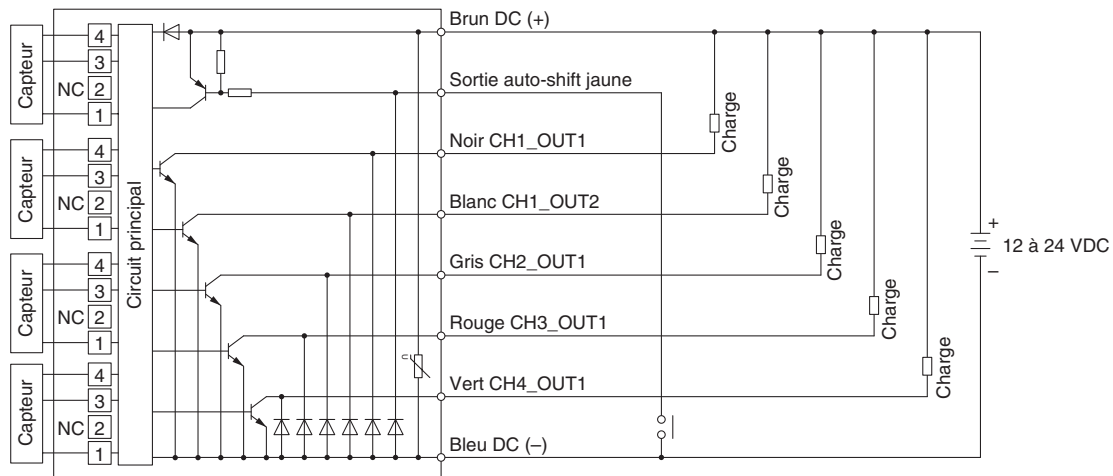 Brun DC (+)
Sortie auto-shift jaune
Noir CH1_OUT1
Blanc CH1_OUT2
Gris CH2_OUT1
Rouge CH3_OUT1
Vert CH4_OUT1
Bleu DC (–)
Capteur
4
3
NC 2
1
Capteur
4
3
NC 2
1
Capteur
4
3
NC 2
1
Capteur
4
3
NC 2
1
Circuit principal
U
Charge
Charge
Charge
Charge
Charge
+
12 à 24 VDC
–